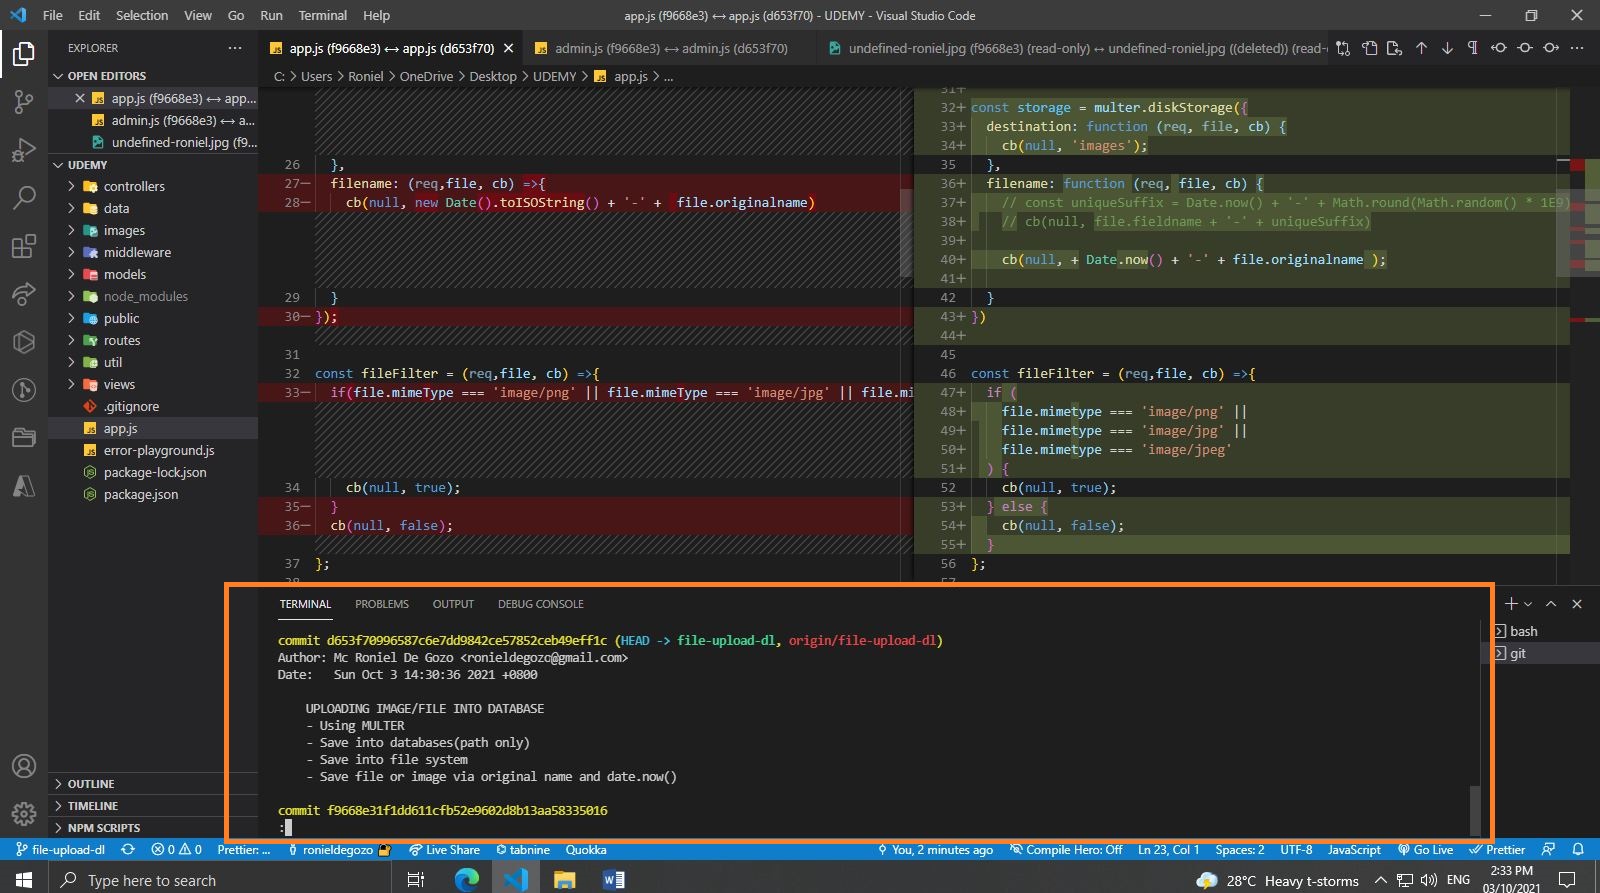 File Edit Selection View Go Run Terminal Help app.js (f9668e3) ↔ app.js (d653f70) - UDEMY - Visual Studio Code
EXPLORER ...
app.js (f9668e3) ↔ app.js (d653f70) admin.js (f9668e3) ↔ admin.js (d653f70) undefined-roniel.jpg (f9668e3) (read-only) ↔ undefined-roniel.jpg ((deleted)) (read-
C: > Users > Roniel > OneDrive > Desktop > UDEMY > JS app.js > ...
OPEN EDITORS
JS app.js (f9668e3) ↔ app...
JS admin.js (f9668e3) ↔ a...
undefined-roniel.jpg (f9...
UDEMY
controllers
data
images
middleware
models
node_modules
public
routes
util
views
.gitignore
JS app.js
JS error-playground.js
package-lock.json
package.json
OUTLINE
TIMELINE
NPM SCRIPTS
26 },
27− filename: (req,file, cb) =>{
28− cb(null, new Date().toISOString() + '-' + file.originalname)
29 }
30− });
31
32 const fileFilter = (req,file, cb) =>{
33− if(file.mimeType === 'image/png' || file.mimeType === 'image/jpg' || file.mi
34 cb(null, true);
35− }
36− cb(null, false);
37 };
38
31+
32+ const storage = multer.diskStorage({
33+ destination: function (req, file, cb) {
34+ cb(null, 'images');
35 },
36+ filename: function (req, file, cb) {
37+ // const uniqueSuffix = Date.now() + '-' + Math.round(Math.random() * 1E9)
38+ // cb(null, file.fieldname + '-' + uniqueSuffix)
39+
40+ cb(null, + Date.now() + '-' + file.originalname );
41+
42 }
43+ })
44+
45
46 const fileFilter = (req,file, cb) =>{
47+ if (
48+ file.mimetype === 'image/png' ||
49+ file.mimetype === 'image/jpg' ||
50+ file.mimetype === 'image/jpeg'
51+ ) {
52 cb(null, true);
53+ } else {
54+ cb(null, false);
55+ }
56 };
57
TERMINAL PROBLEMS OUTPUT DEBUG CONSOLE
commit d653f70996587c6e7dd9842ce57852ceb49eff1c (HEAD -> file-upload-dl, origin/file-upload-dl)
Author: Mc Roniel De Gozo <ronieldegozo@gmail.com>
Date: Sun Oct 3 14:30:36 2021 +0800
UPLOADING IMAGE/FILE INTO DATABASE
- Using MULTER
- Save into databases(path only)
- Save into file system
- Save file or image via original name and date.now()
commit f9668e31f1dd611cfb52e9602d8b13aa58335016
:
bash
git
file-upload-dl 0 0 Prettier: ... ronieldegozo Live Share tabnine Quokka You, 2 minutes ago Compile Hero: Off Ln 23, Col 1 Spaces: 2 UTF-8 JavaScript Go Live Prettier
Type here to search W 28°C Heavy t-storms ENG 2:33 PM
03/10/2021